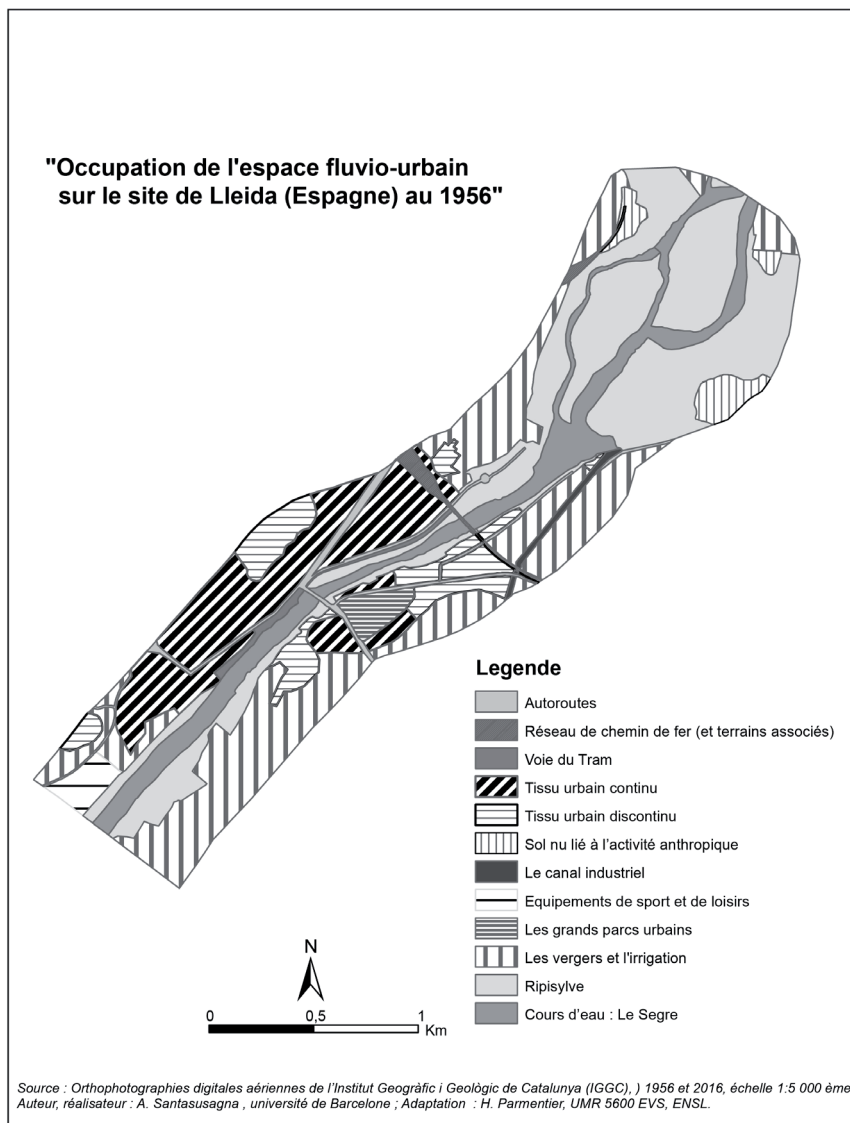 "Occupation de l'espace fluvio-urbain
sur le site de Lleida (Espagne) au 1956"
Legende
Autoroutes
Réseau de chemin de fer (et terrains associés)
Voie du Tram
Tissu urbain continu
Tissu urbain discontinu
Sol nu lié à l'activité anthropique
Le canal industriel
Equipements de sport et de loisirs
Les grands parcs urbains
Les vergers et l'irrigation
Ripisylve
Cours d'eau : Le Segre
N
0 0,5 1
Km
Source : Orthophotographies digitales aériennes de l'Institut Geogràfic i Geològic de Catalunya (IGGC), ) 1956 et 2016, échelle 1:5 000 ème
Auteur, réalisateur : A. Santasusagna , université de Barcelone ; Adaptation : H. Parmentier, UMR 5600 EVS, ENSL.